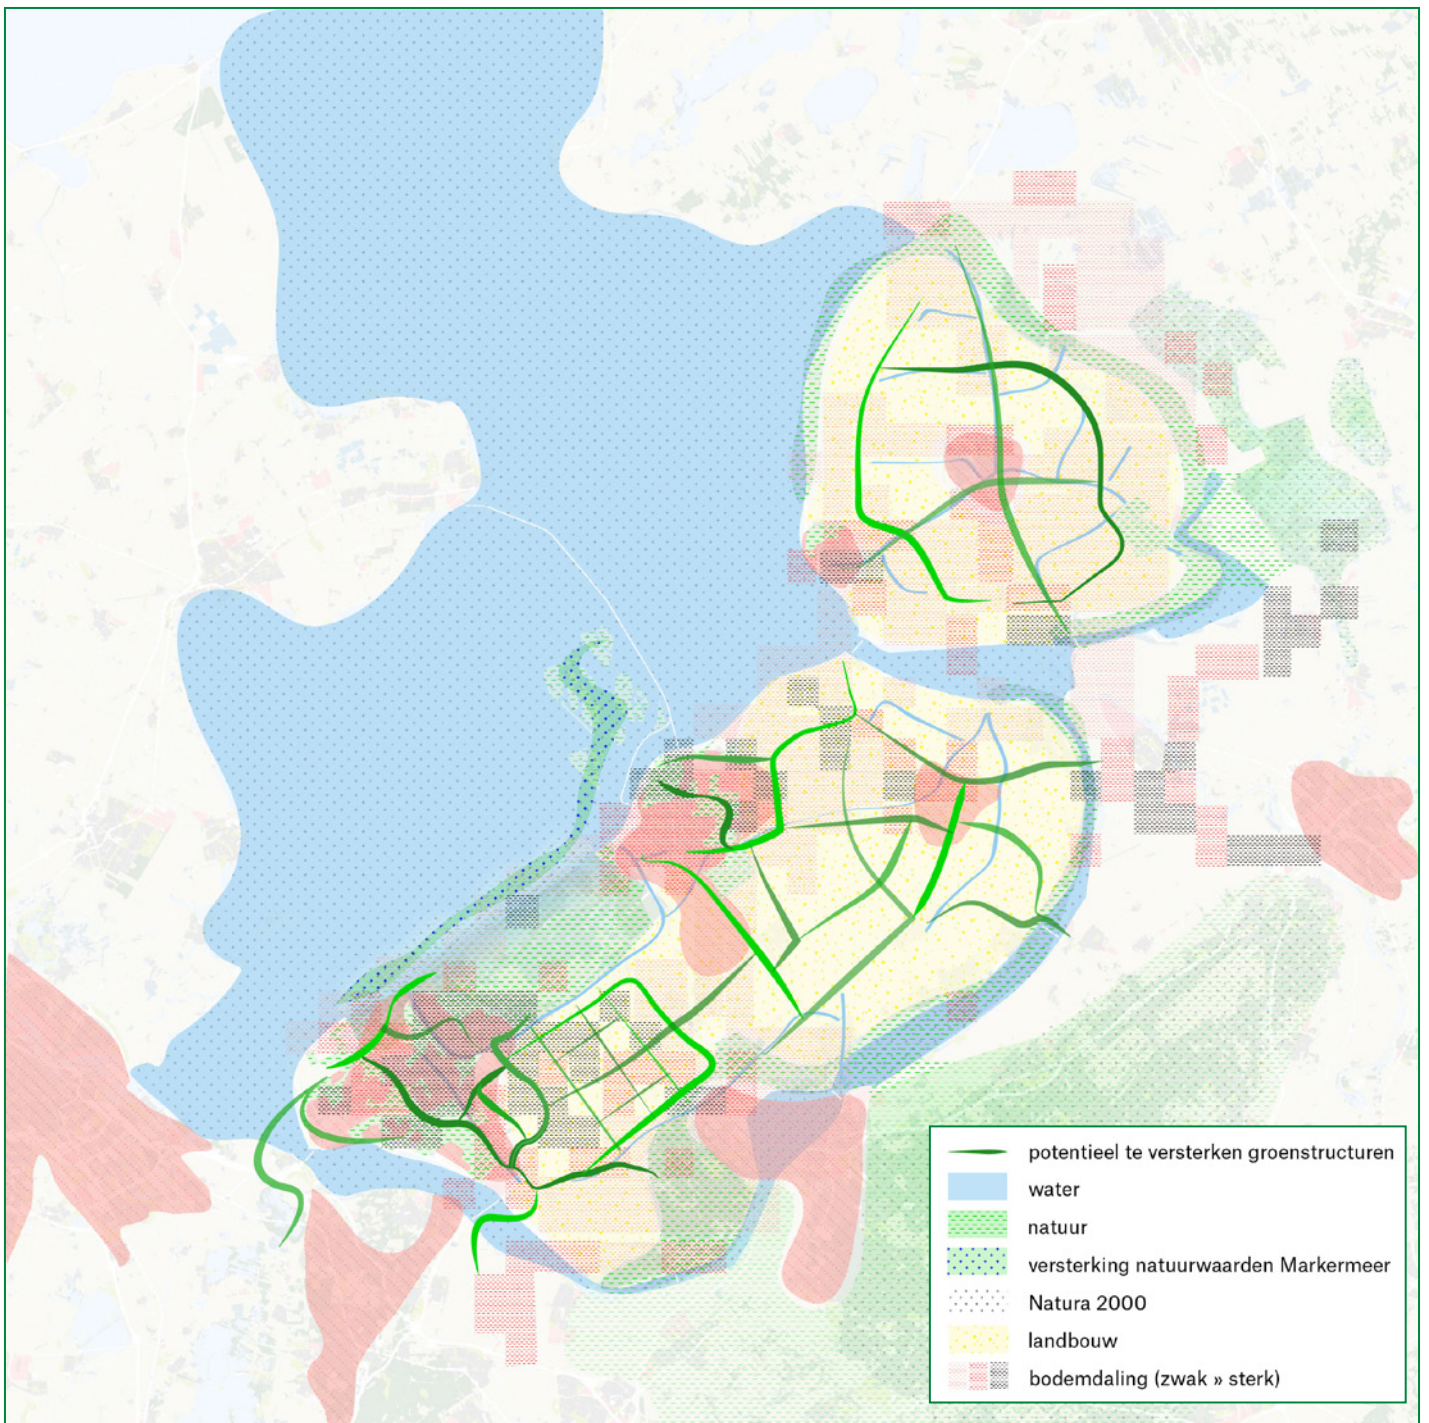 potentieel te versterken groenstructuren
water
natuur
versterking natuurwaarden Markermeer
Natura 2000
landbouw
bodemdaling (zwak » sterk)